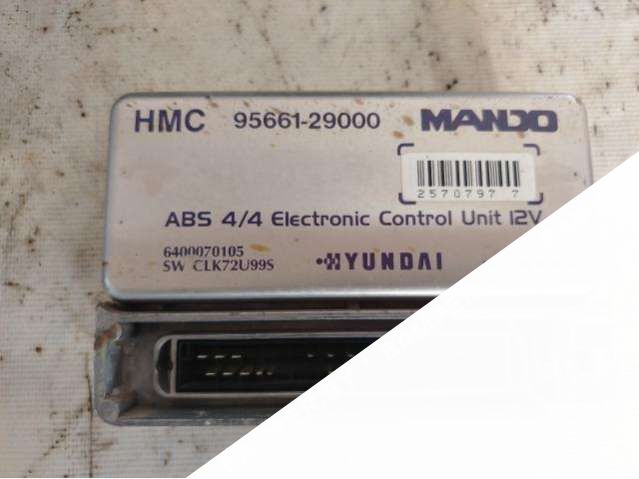 HMC 95661-29000 MANDO
2570797 7
ABS 4/4 Electronic Control Unit 12V
6400070105
SW CLK72U99S HYUNDAI